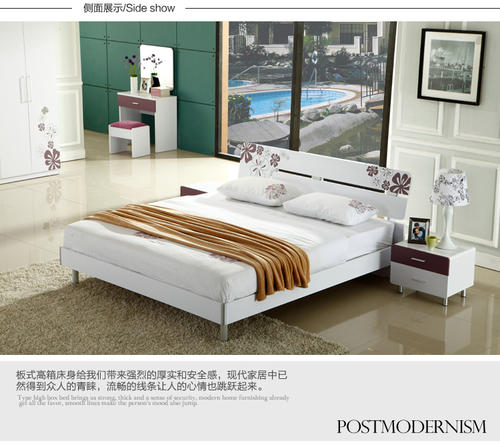 侧面展示/Side show
板式高箱床身给我们带来强烈的厚实和安全感，现代家居中已
然得到众人的青睐，流畅的线条让人的心情也跳跃起来。
Type high box bed brings us strong, thick and a sense of security, modern home furnishing already
get all the favor, smooth lines make the person's mood also jump.
POSTMODERNISM